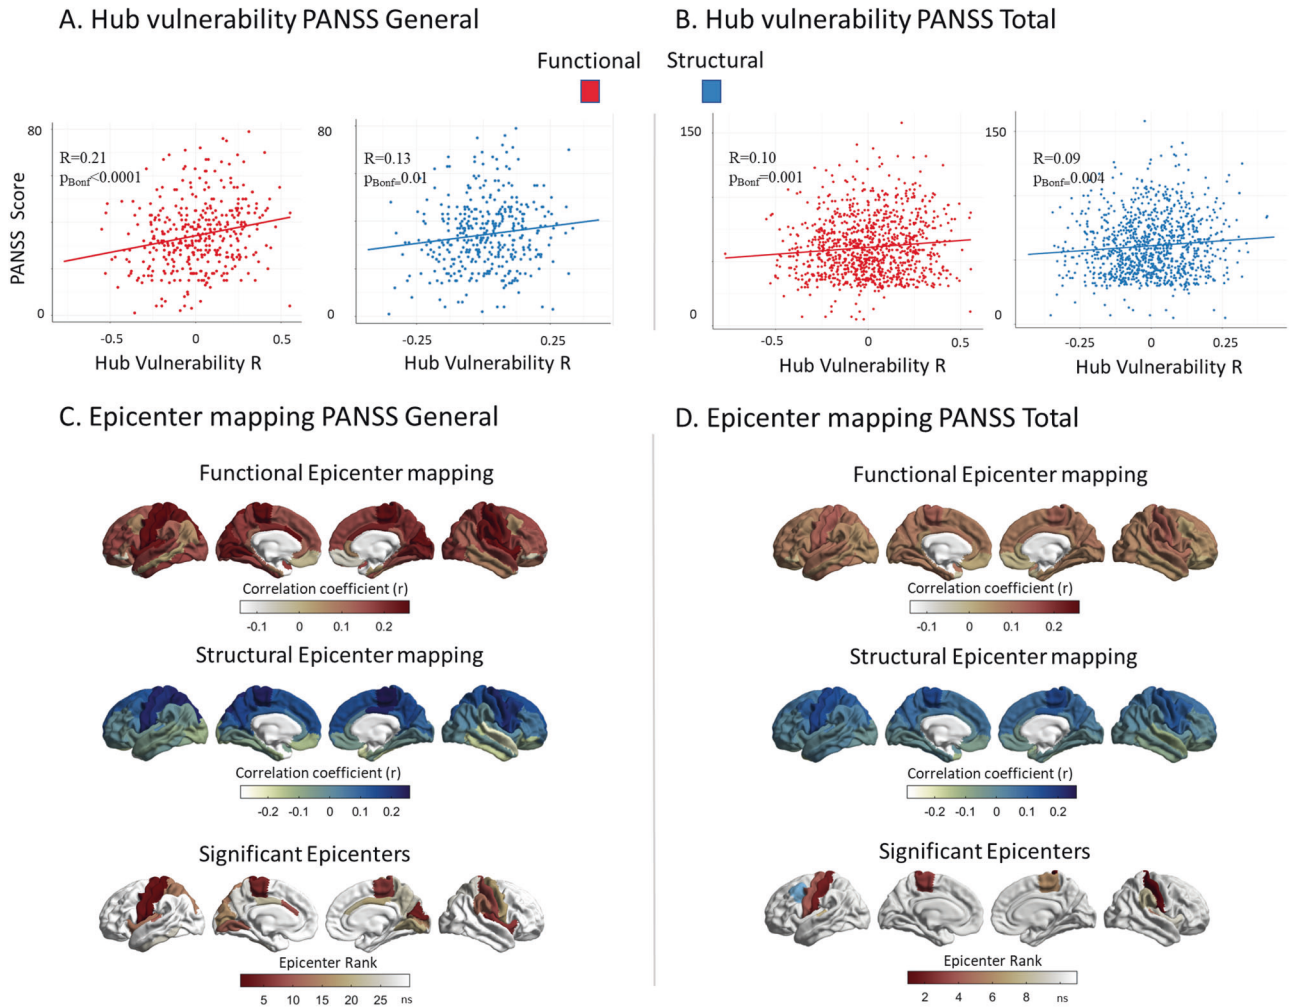 A. Hub vulnerability PANSS General
B. Hub vulnerability PANSS Total
Functional
Structural
PANSS Score
80
0
R=0.21
pBonf<0.0001
-0.5
0
0.5
Hub Vulnerability R
80
0
R=0.13
pBonf=0.01
-0.25
0.25
Hub Vulnerability R
150
0
R=0.10
pBonf=0.001
-0.5
0
0.5
Hub Vulnerability R
150
0
R=0.09
pBonf=0.004
-0.25
0
0.25
Hub Vulnerability R
C. Epicenter mapping PANSS General
Functional Epicenter mapping
Correlation coefficient (r)
-0.1 0 0.1 0.2
Structural Epicenter mapping
Correlation coefficient (r)
-0.2 -0.1 0 0.1 0.2
Significant Epicenters
Epicenter Rank
5 10 15 20 25 ns
D. Epicenter mapping PANSS Total
Functional Epicenter mapping
Correlation coefficient (r)
-0.1 0 0.1 0.2
Structural Epicenter mapping
Correlation coefficient (r)
-0.2 -0.1 0 0.1 0.2
Significant Epicenters
Epicenter Rank
2 4 6 8 ns